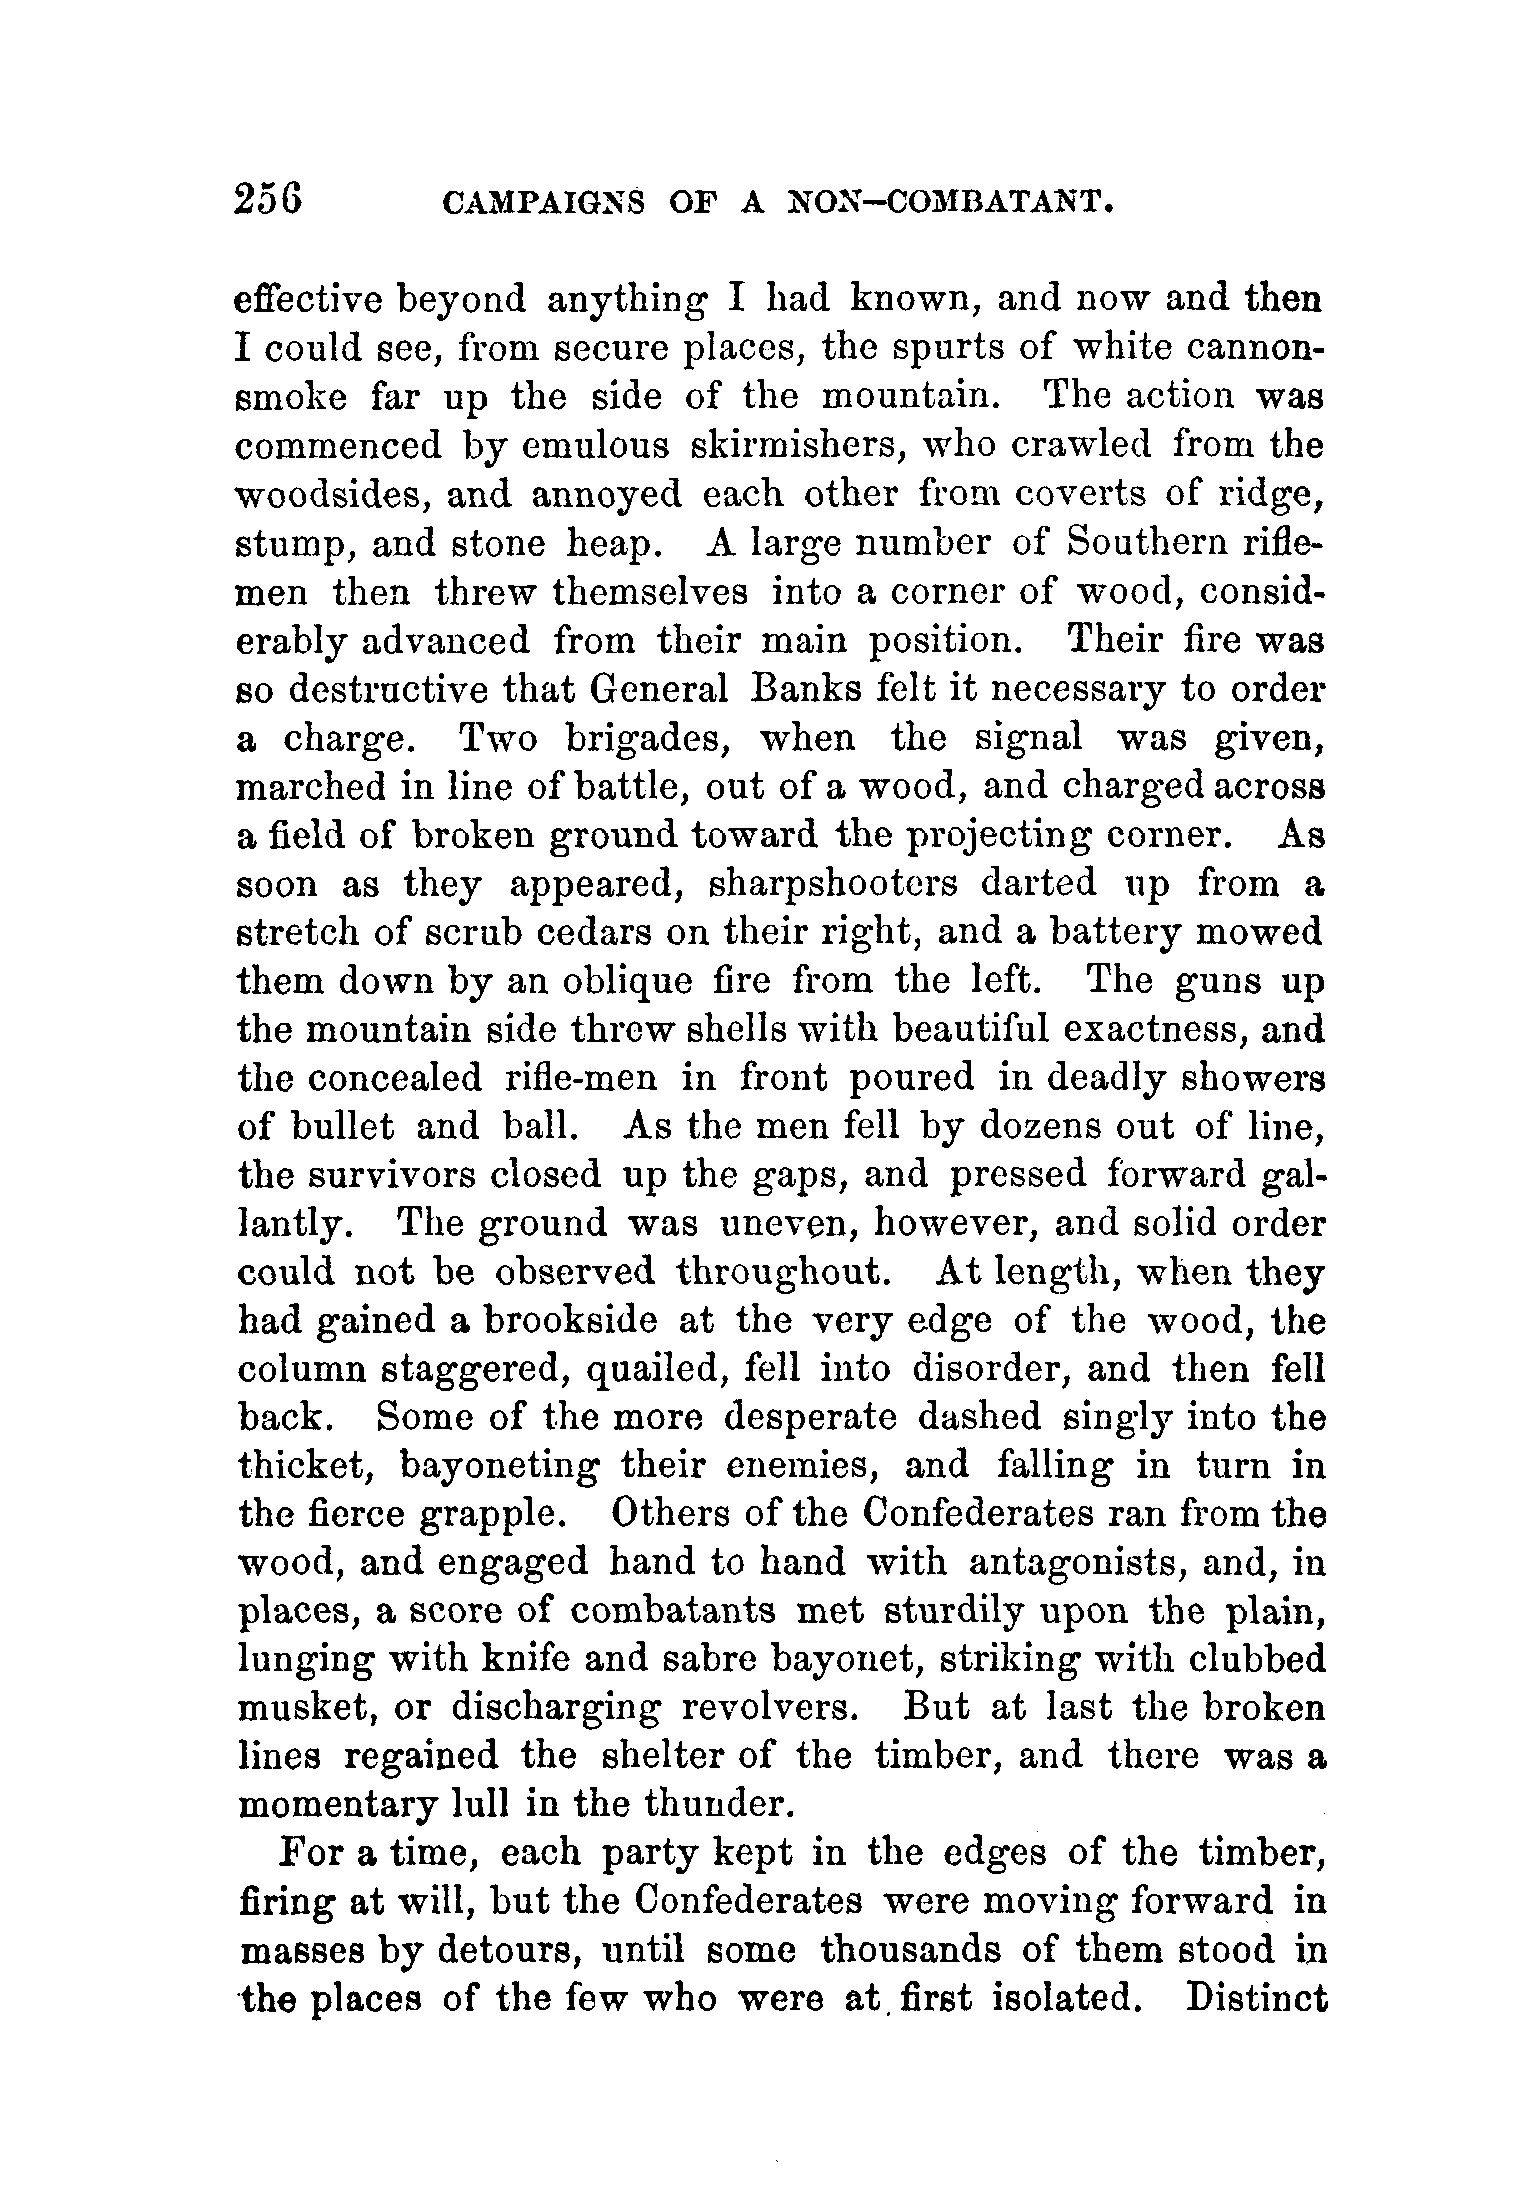 256 CAMPAIGNS OF A NON-COMBATANT.
effective beyond anything I had known, and now and then
I could see, from secure places, the spurts of white cannon-
smoke far up the side of the mountain. The action was
commenced by emulous skirmishers, who crawled from the
woodsides, and annoyed each other from coverts of ridge,
stump, and stone heap. A large number of Southern rifle-
men then threw themselves into a corner of wood, consid-
erably advanced from their main position. Their fire was
so destructive that General Banks felt it necessary to order
a charge. Two brigades, when the signal was given,
marched in line of battle, out of a wood, and charged across
a field of broken ground toward the projecting corner. As
soon as they appeared, sharpshooters darted up from a
stretch of scrub cedars on their right, and a battery mowed
them down by an oblique fire from the left. The guns up
the mountain side threw shells with beautiful exactness, and
the concealed rifle-men in front poured in deadly showers
of bullet and ball. As the men fell by dozens out of line,
the survivors closed up the gaps, and pressed forward gal-
lantly. The ground was uneven, however, and solid order
could not be observed throughout. At length, when they
had gained a brookside at the very edge of the wood, the
column staggered, quailed, fell into disorder, and then fell
back. Some of the more desperate dashed singly into the
thicket, bayoneting their enemies, and falling in turn in
the fierce grapple. Others of the Confederates ran from the
wood, and engaged hand to hand with antagonists, and, in
places, a score of combatants met sturdily upon the plain,
lunging with knife and sabre bayonet, striking with clubbed
musket, or discharging revolvers. But at last the broken
lines regained the shelter of the timber, and there was a
momentary lull in the thunder.
For a time, each party kept in the edges of the timber,
firing at will, but the Confederates were moving forward in
masses by detours, until some thousands of them stood in
the places of the few who were at first isolated. Distinct